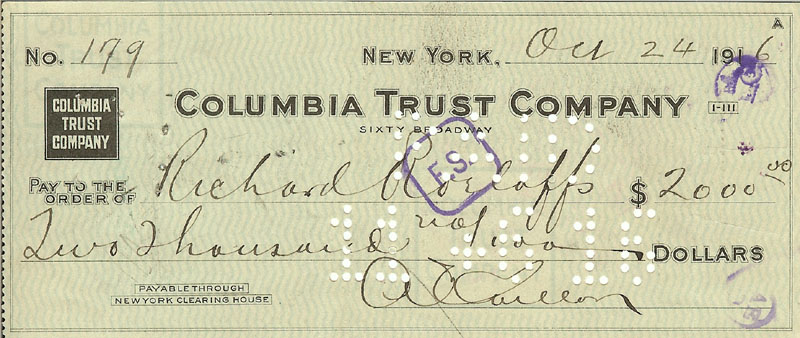 A
No. 179 NEW YORK, Oct 24 1916
COLUMBIA TRUST COMPANY
COLUMBIA TRUST COMPANY 1-111
SIXTY BROADWAY
E.S.
PAY TO THE ORDER OF Richard Roeloffs $ 2000.00
Two Thousand no/100 DOLLARS
PAYABLE THROUGH
NEW YORK CLEARING HOUSE